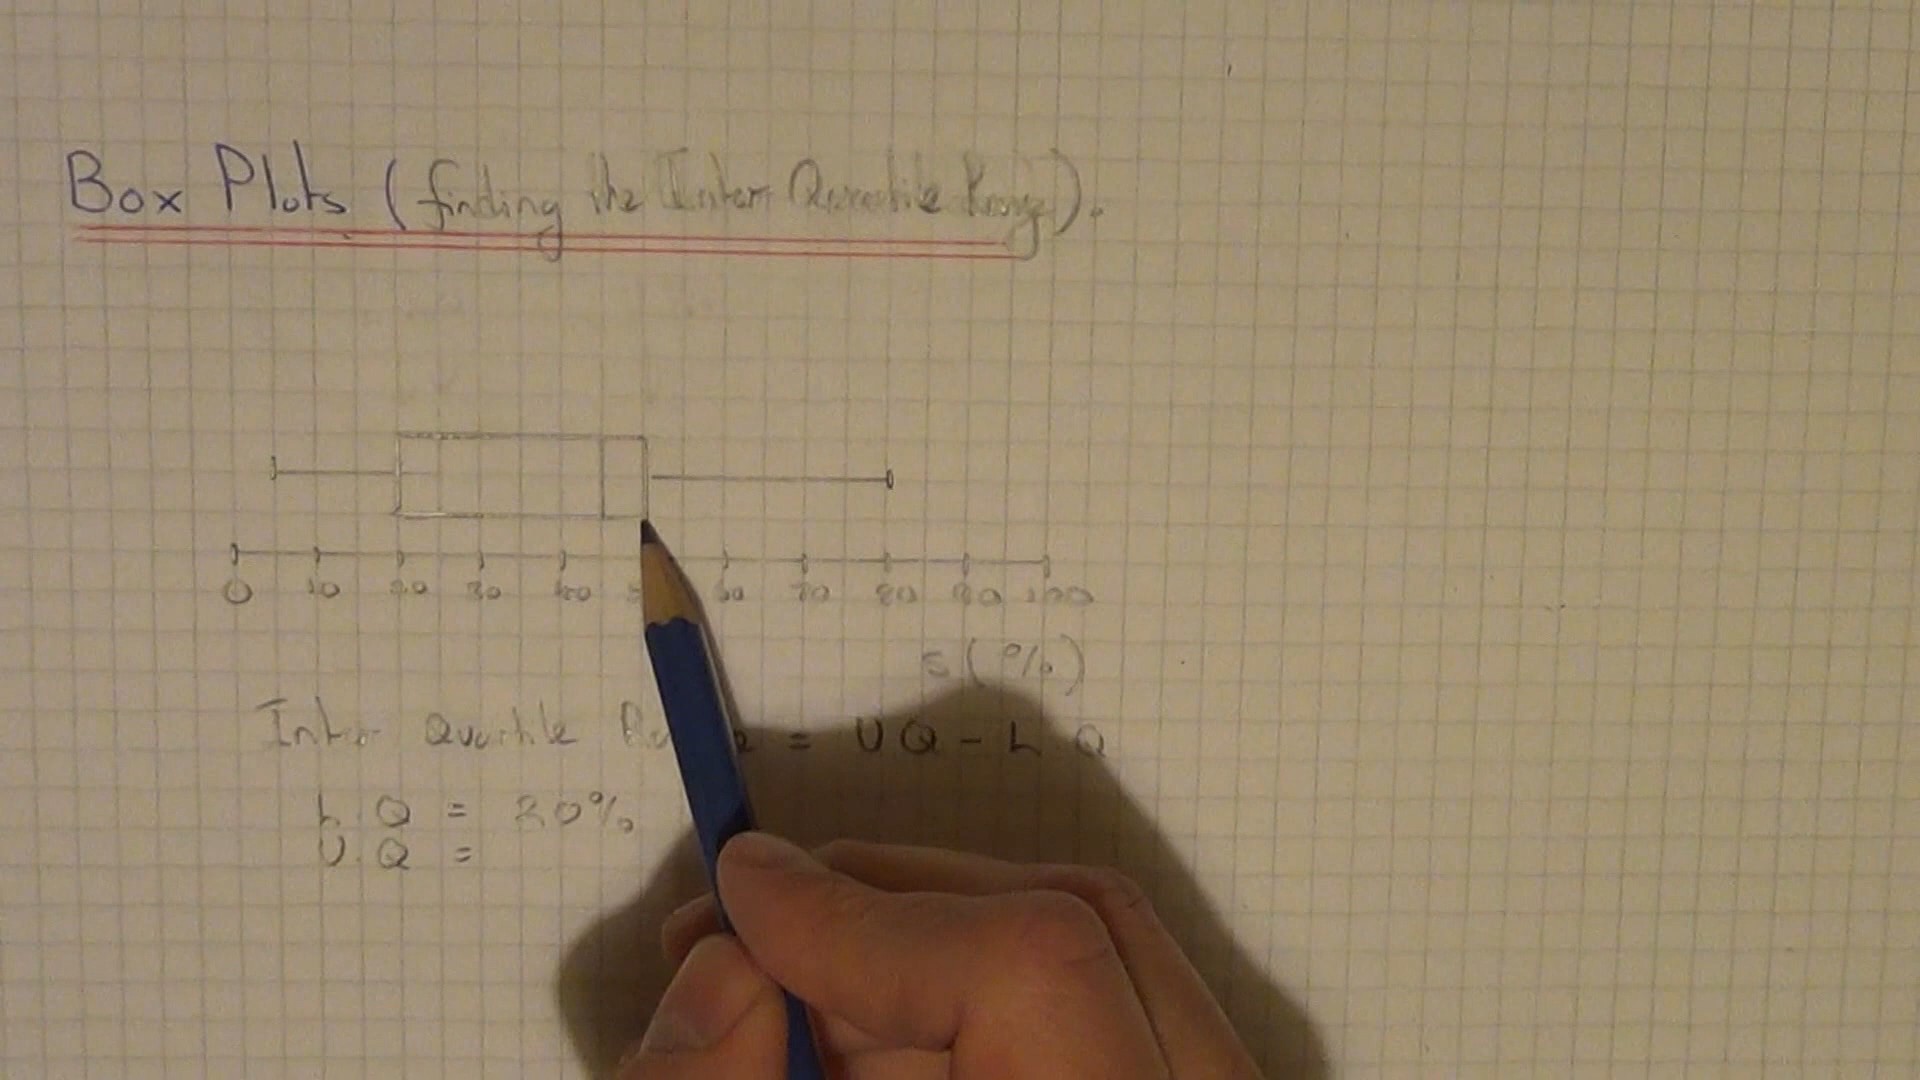 Box Plots (finding the Inter Quartile Range).
0 10 20 30 40 5 60 70 80 90 100
s (%)
Inter Quartile = UQ - L.Q
L.Q = 20%
U.Q =